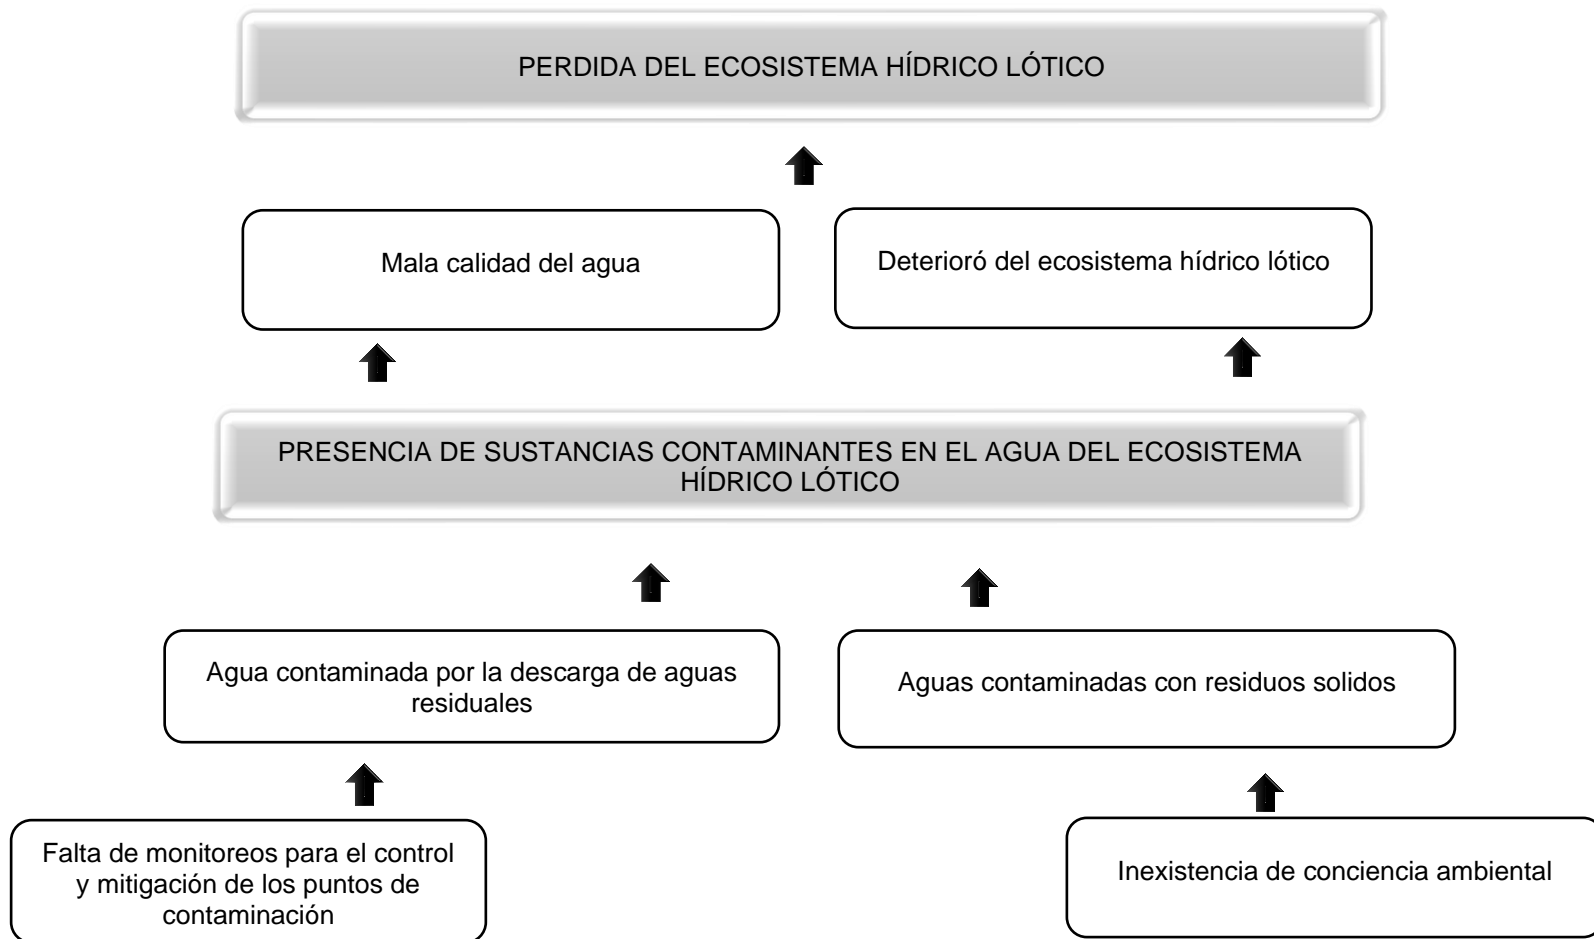 PERDIDA DEL ECOSISTEMA HÍDRICO LÓTICO
Mala calidad del agua
Deterioró del ecosistema hídrico lótico
PRESENCIA DE SUSTANCIAS CONTAMINANTES EN EL AGUA DEL ECOSISTEMA
HÍDRICO LÓTICO
Agua contaminada por la descarga de aguas
residuales
Aguas contaminadas con residuos solidos
Falta de monitoreos para el control
y mitigación de los puntos de
contaminación
Inexistencia de conciencia ambiental